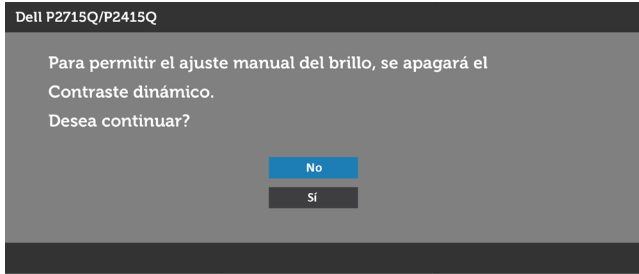 Dell P2715Q/P2415Q
Para permitir el ajuste manual del brillo, se apagará el
Contraste dinámico.
Desea continuar?
No
Sí